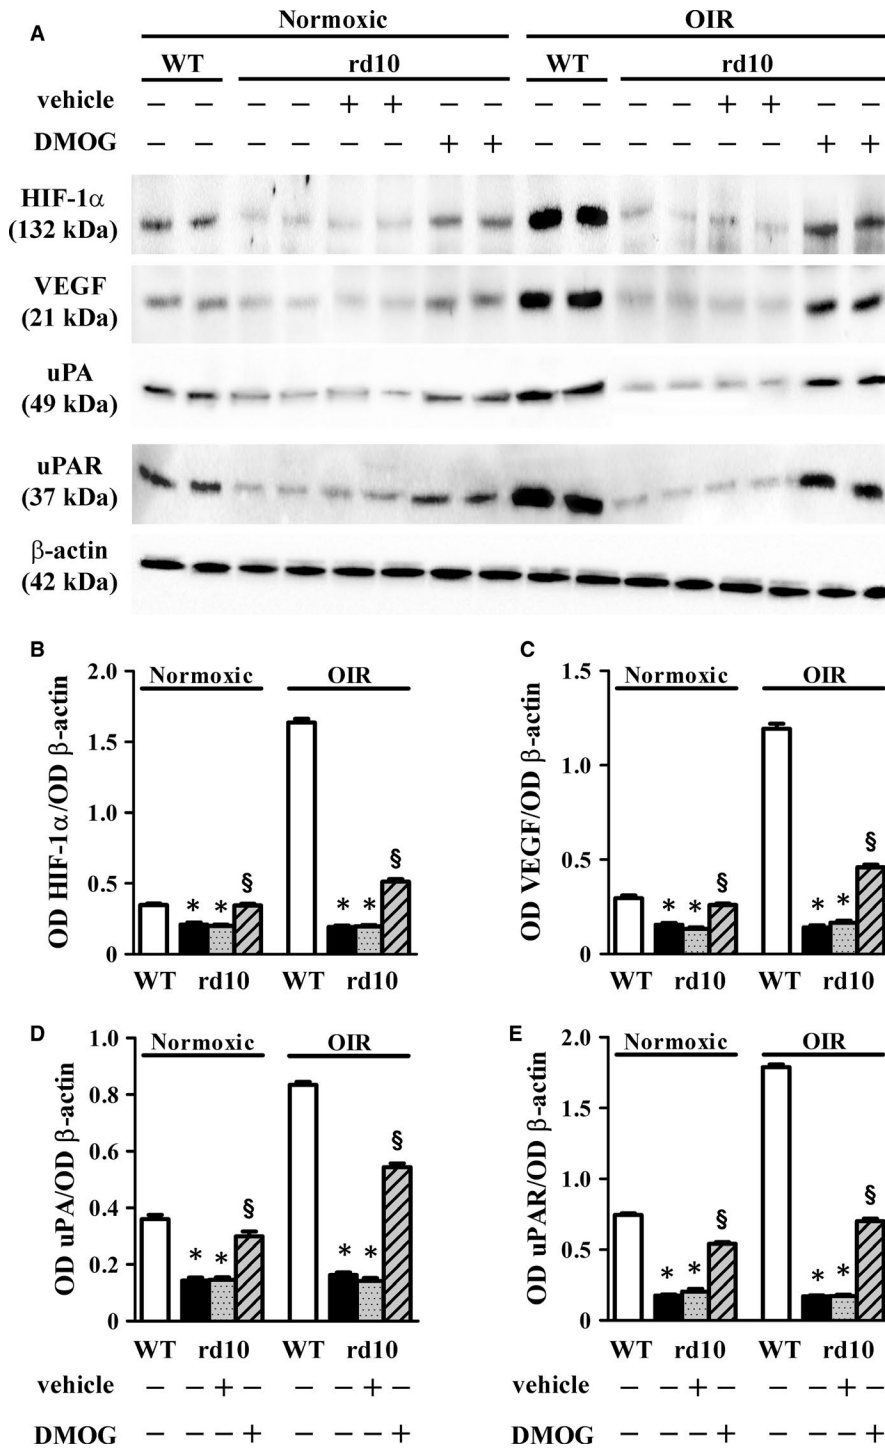 A
Normoxic OIR
WT rd10 WT rd10
vehicle − − − − + + − − − − − − + + − −
DMOG − − − − − − + + − − − − − − + +
HIF-1α
(132 kDa)
VEGF
(21 kDa)
uPA
(49 kDa)
uPAR
(37 kDa)
β-actin
(42 kDa)
B
Normoxic OIR
OD HIF-1α/OD β-actin
2.0
1.5
1.0
0.5
0
* * § * * §
WT rd10 WT rd10
C
Normoxic OIR
OD VEGF/OD β-actin
1.5
1.0
0.5
0
* * § * * §
WT rd10 WT rd10
D
Normoxic OIR
OD uPA/OD β-actin
1.0
0.8
0.6
0.4
0.2
0
* * § * * §
WT rd10 WT rd10
vehicle − − + − − − + −
DMOG − − − + − − − +
E
Normoxic OIR
OD uPAR/OD β-actin
2.0
1.5
1.0
0.5
0
* * § * * §
WT rd10 WT rd10
vehicle − − + − − − + −
DMOG − − − + − − − +